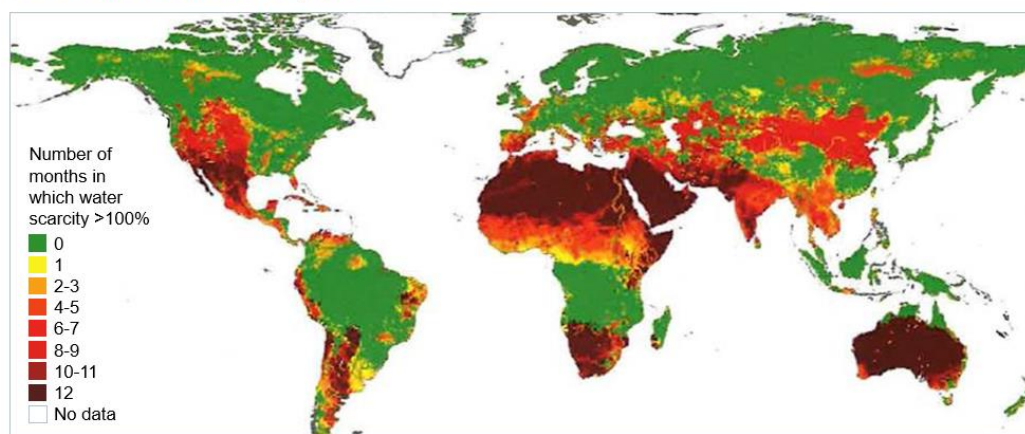 Number of
months in
which water
scarcity >100%
0
1
2-3
4-5
6-7
8-9
10-11
12
No data